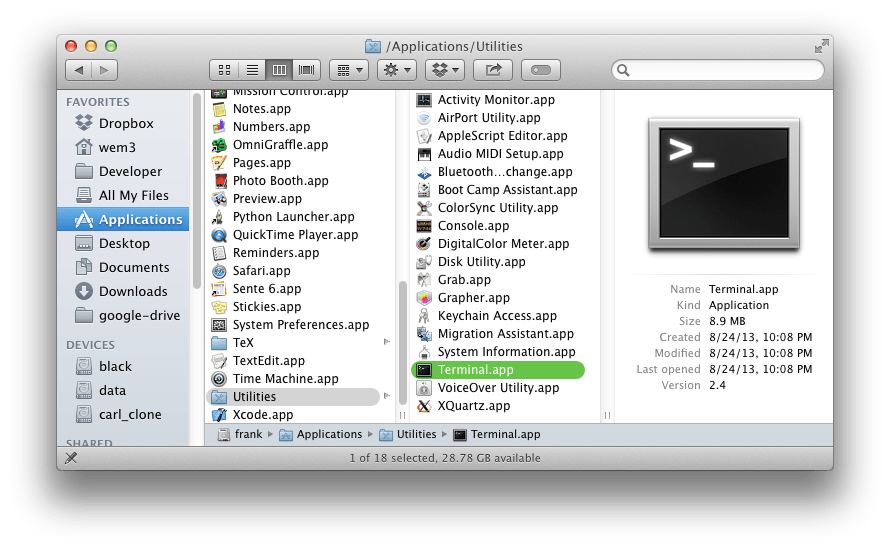 /Applications/Utilities
FAVORITES
Dropbox
wem3
Developer
All My Files
Applications
Desktop
Documents
Downloads
google-drive
DEVICES
black
data
carl_clone
SHARED
Mission Control.app
Notes.app
Numbers.app
OmniGraffle.app
Pages.app
Photo Booth.app
Preview.app
Python Launcher.app
QuickTime Player.app
Reminders.app
Safari.app
Sente 6.app
Stickies.app
System Preferences.app
TeX
TextEdit.app
Time Machine.app
Utilities
Xcode.app
Activity Monitor.app
AirPort Utility.app
AppleScript Editor.app
Audio MIDI Setup.app
Bluetooth...change.app
Boot Camp Assistant.app
ColorSync Utility.app
Console.app
DigitalColor Meter.app
Disk Utility.app
Grab.app
Grapher.app
Keychain Access.app
Migration Assistant.app
System Information.app
Terminal.app
VoiceOver Utility.app
XQuartz.app
>_
Name Terminal.app
Kind Application
Size 8.9 MB
Created 8/24/13, 10:08 PM
Modified 8/24/13, 10:08 PM
Last opened 8/24/13, 10:08 PM
Version 2.4
frank ▸ Applications ▸ Utilities ▸ Terminal.app
1 of 18 selected, 28.78 GB available